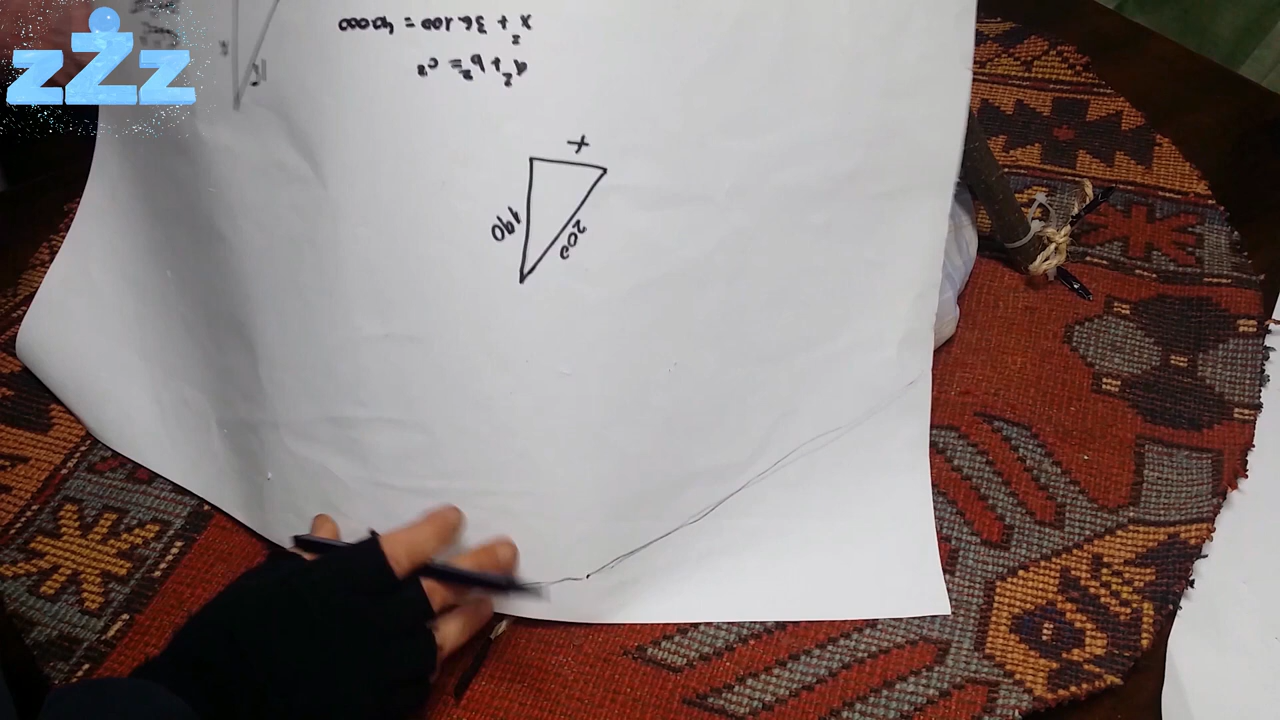 zzz
x² + 36100 = 40000
a² + b² = c²
x
190
200